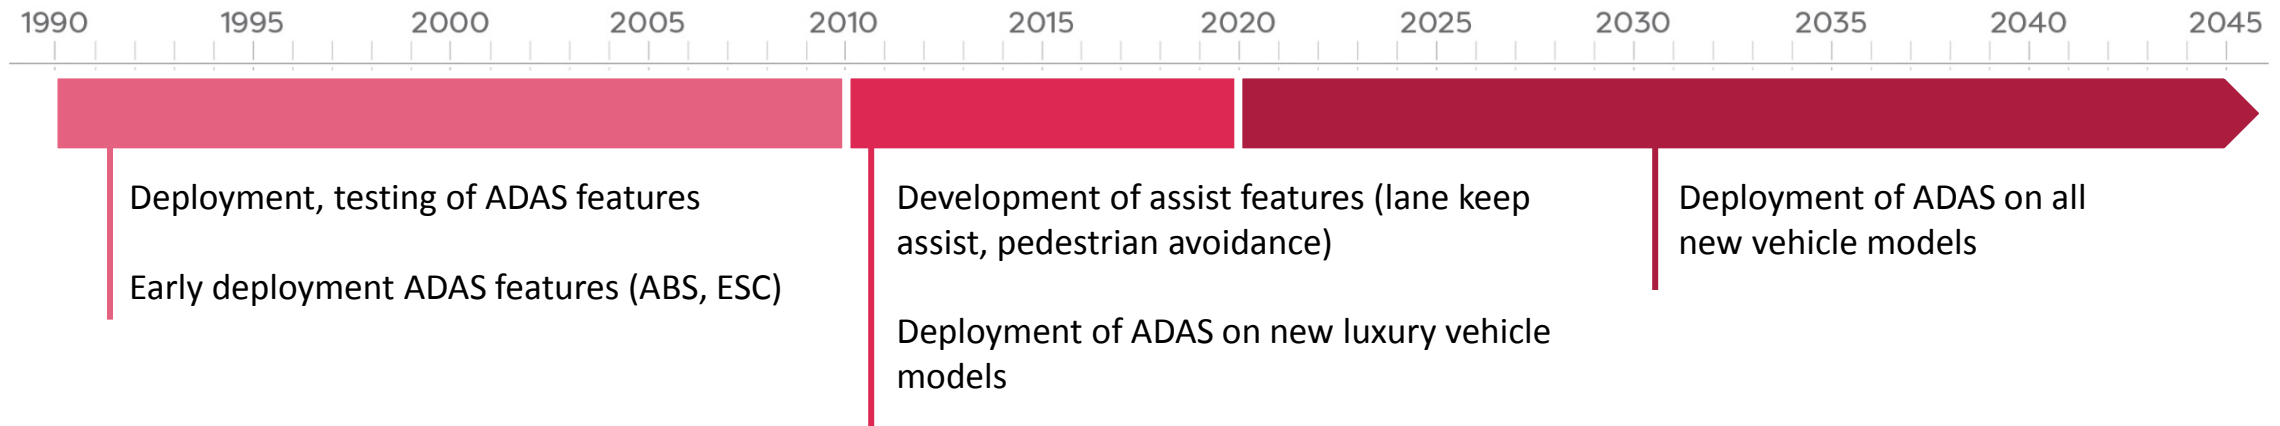 1990 1995 2000 2005 2010 2015 2020 2025 2030 2035 2040 2045
Deployment, testing of ADAS features
Early deployment ADAS features (ABS, ESC)
Development of assist features (lane keep
assist, pedestrian avoidance)
Deployment of ADAS on new luxury vehicle
models
Deployment of ADAS on all
new vehicle models